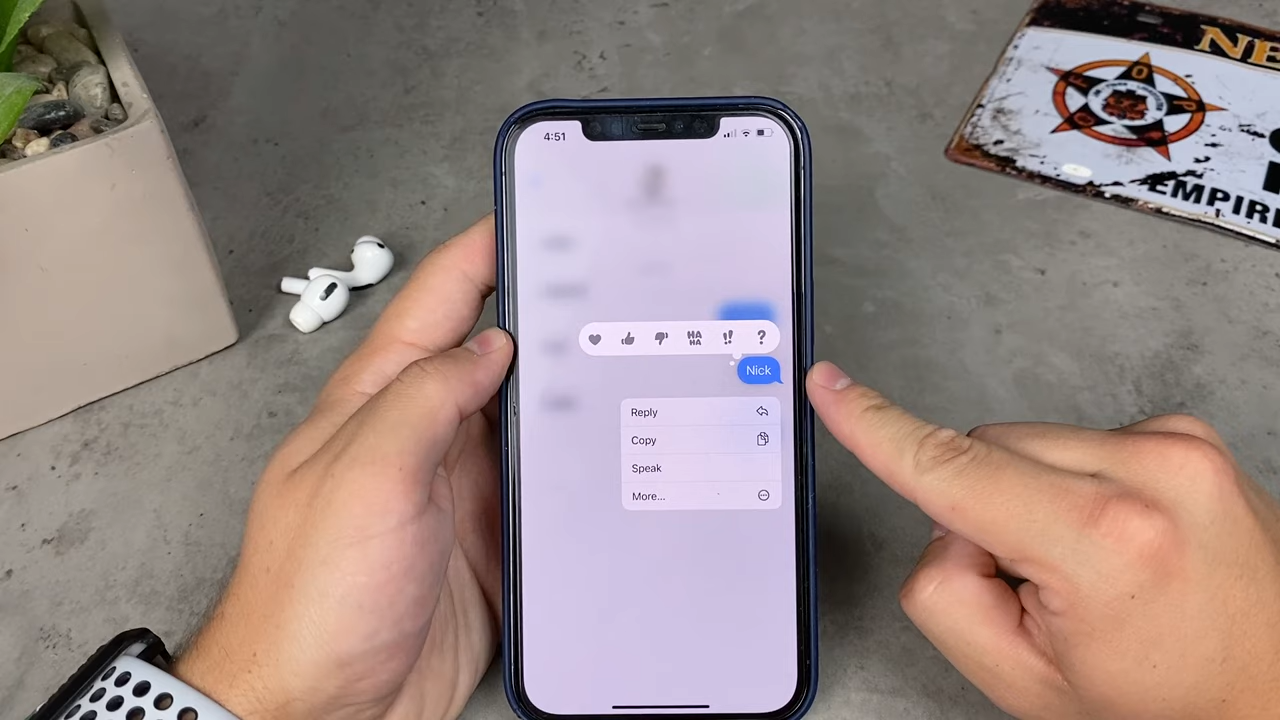 4:51
HA
HA
?
Nick
Reply
Copy
Speak
More...
NE
F O P
EMPIRE